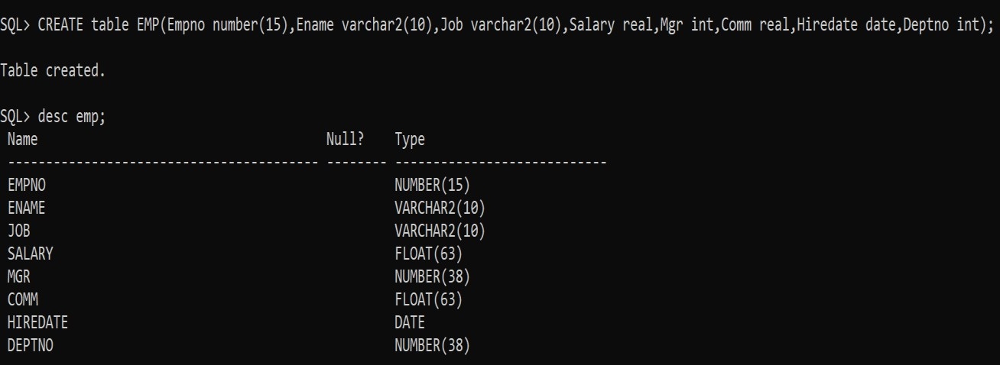 SQL> CREATE table EMP(Empno number(15),Ename varchar2(10),Job varchar2(10),Salary real,Mgr int,Comm real,Hiredate date,Deptno int);
Table created.
SQL> desc emp;
Name Null? Type
----------------------------------------- -------- ----------------------------
EMPNO NUMBER(15)
ENAME VARCHAR2(10)
JOB VARCHAR2(10)
SALARY FLOAT(63)
MGR NUMBER(38)
COMM FLOAT(63)
HIREDATE DATE
DEPTNO NUMBER(38)